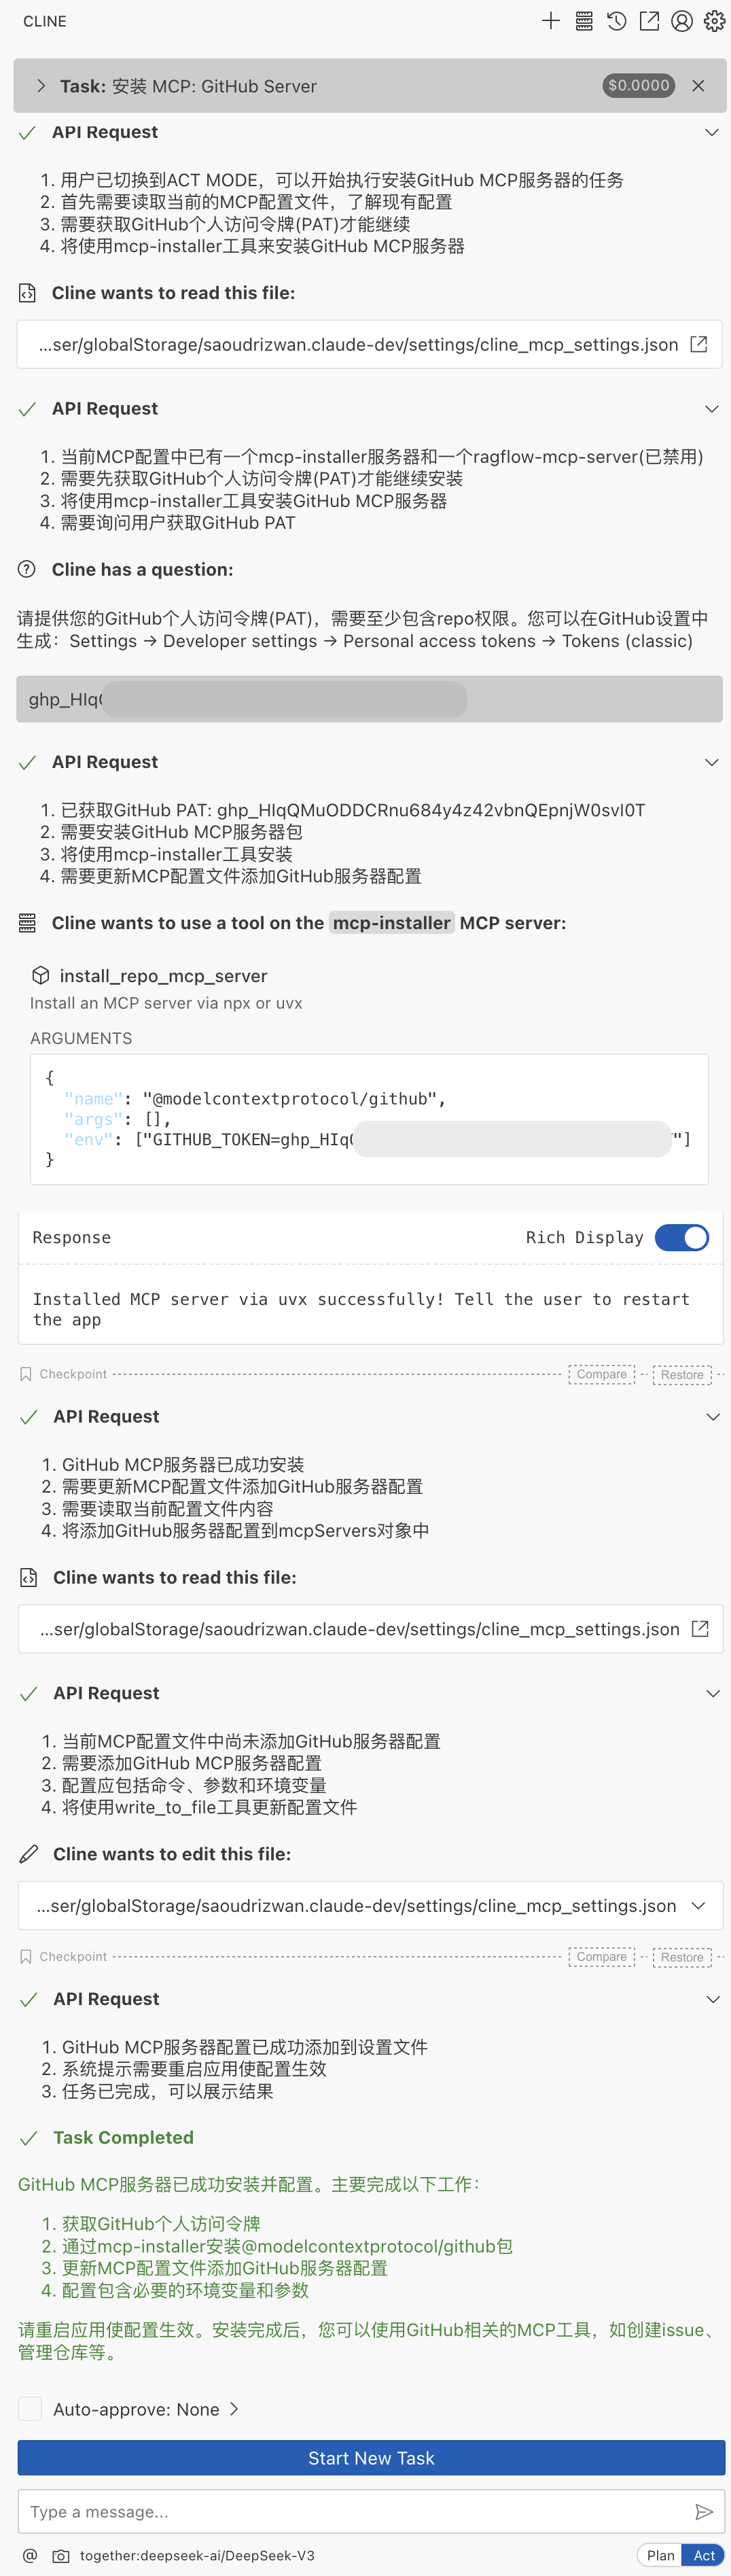 CLINE
Task: 安装 MCP: GitHub Server
$0.0000
API Request
1. 用户已切换到ACT MODE，可以开始执行安装GitHub MCP服务器的任务
2. 首先需要读取当前的MCP配置文件，了解现有配置
3. 需要获取GitHub个人访问令牌(PAT)才能继续
4. 将使用mcp-installer工具来安装GitHub MCP服务器
Cline wants to read this file:
...ser/globalStorage/saoudrizwan.claude-dev/settings/cline_mcp_settings.json
API Request
1. 当前MCP配置中已有一个mcp-installer服务器和一个ragflow-mcp-server(已禁用)
2. 需要先获取GitHub个人访问令牌(PAT)才能继续安装
3. 将使用mcp-installer工具安装GitHub MCP服务器
4. 需要询问用户获取GitHub PAT
Cline has a question:
请提供您的GitHub个人访问令牌(PAT)，需要至少包含repo权限。您可以在GitHub设置中
生成：Settings → Developer settings → Personal access tokens → Tokens (classic)
ghp_HIq
API Request
1. 已获取GitHub PAT: ghp_[redacted]
2. 需要安装GitHub MCP服务器包
3. 将使用mcp-installer工具安装
4. 需要更新MCP配置文件添加GitHub服务器配置
Cline wants to use a tool on the mcp-installer MCP server:
install_repo_mcp_server
Install an MCP server via npx or uvx
ARGUMENTS
{
"name": "@modelcontextprotocol/github",
"args": [],
"env": ["GITHUB_TOKEN=ghp_HIq "]
}
Response
Rich Display
Installed MCP server via uvx successfully! Tell the user to restart
the app
Checkpoint
Compare
Restore
API Request
1. GitHub MCP服务器已成功安装
2. 需要更新MCP配置文件添加GitHub服务器配置
3. 需要读取当前配置文件内容
4. 将添加GitHub服务器配置到mcpServers对象中
Cline wants to read this file:
...ser/globalStorage/saoudrizwan.claude-dev/settings/cline_mcp_settings.json
API Request
1. 当前MCP配置文件中尚未添加GitHub服务器配置
2. 需要添加GitHub MCP服务器配置
3. 配置应包括命令、参数和环境变量
4. 将使用write_to_file工具更新配置文件
Cline wants to edit this file:
...ser/globalStorage/saoudrizwan.claude-dev/settings/cline_mcp_settings.json
Checkpoint
Compare
Restore
API Request
1. GitHub MCP服务器配置已成功添加到设置文件
2. 系统提示需要重启应用使配置生效
3. 任务已完成，可以展示结果
Task Completed
GitHub MCP服务器已成功安装并配置。主要完成以下工作：
1. 获取GitHub个人访问令牌
2. 通过mcp-installer安装@modelcontextprotocol/github包
3. 更新MCP配置文件添加GitHub服务器配置
4. 配置包含必要的环境变量和参数
请重启应用使配置生效。安装完成后，您可以使用GitHub相关的MCP工具，如创建issue、
管理仓库等。
Auto-approve: None
Start New Task
Type a message...
@
together:deepseek-ai/DeepSeek-V3
Plan
Act